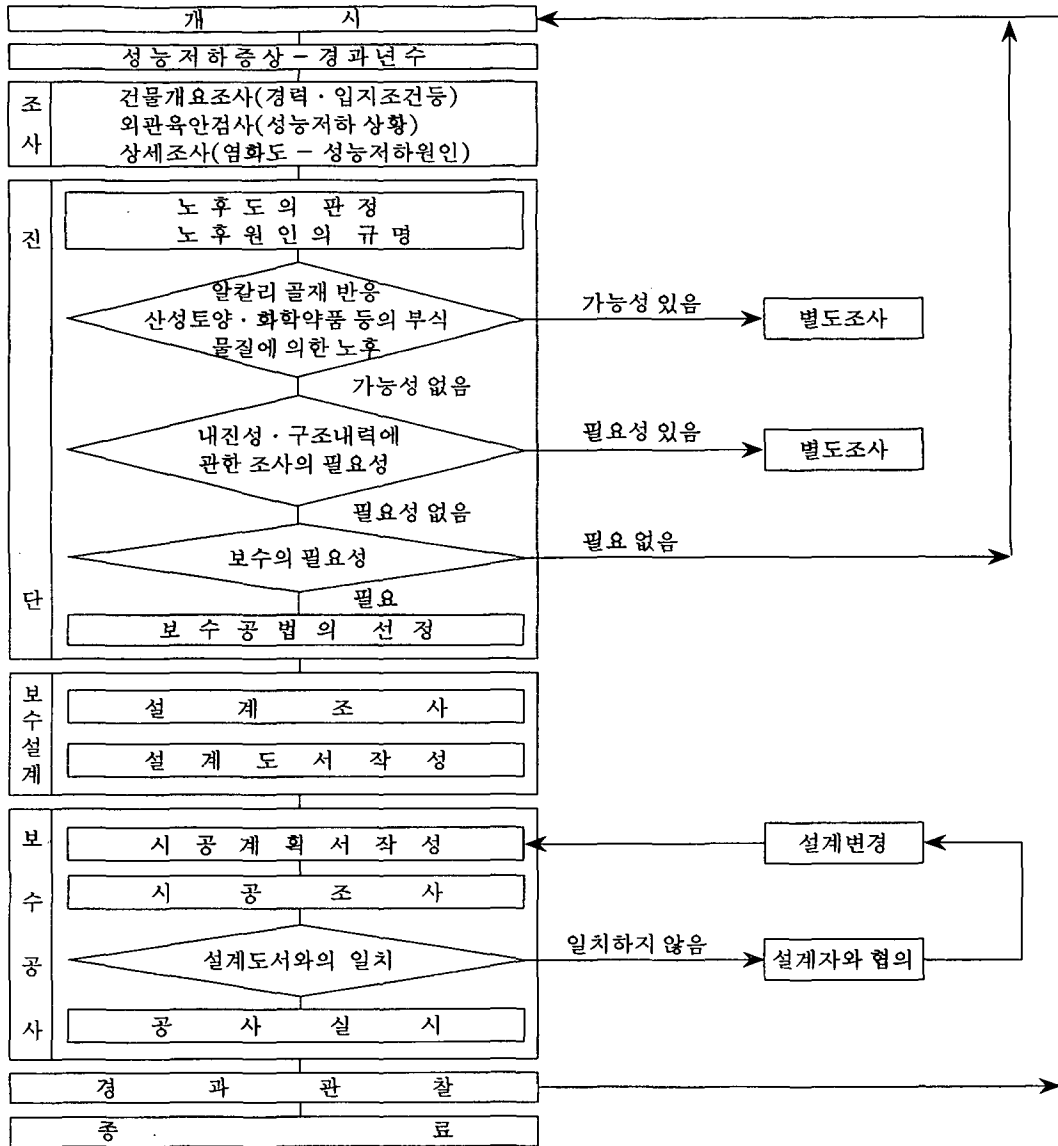 개 시
성능저하증상 – 경과년수
조사
건물개요조사(경력 · 입지조건등)
외관육안검사(성능저하 상황)
상세조사(염화도 – 성능저하원인)
진단
노후도의 판정
노후원인의 규명
알칼리 골재 반응
산성토양 · 화학약품 등의 부식
물질에 의한 노후
가능성 있음
별도조사
가능성 없음
내진성 · 구조내력에
관한 조사의 필요성
필요성 있음
별도조사
필요성 없음
보수의 필요성
필요 없음
필요
보수공법의 선정
보수설계
설계조사
설계도서작성
보수공사
시공계획서작성
설계변경
시공조사
설계도서와의 일치
일치하지 않음
설계자와 협의
공사실시
경과관찰
종료